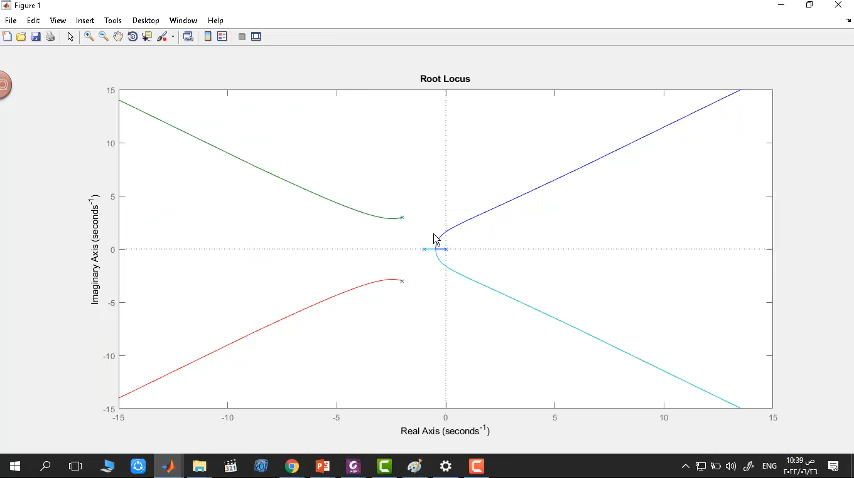 Figure 1
File Edit View Insert Tools Desktop Window Help
Root Locus
15
10
5
0
-5
-10
-15
-15 -10 -5 0 5 10 15
Imaginary Axis (seconds-1)
Real Axis (seconds-1)
ENG
10:39 ص